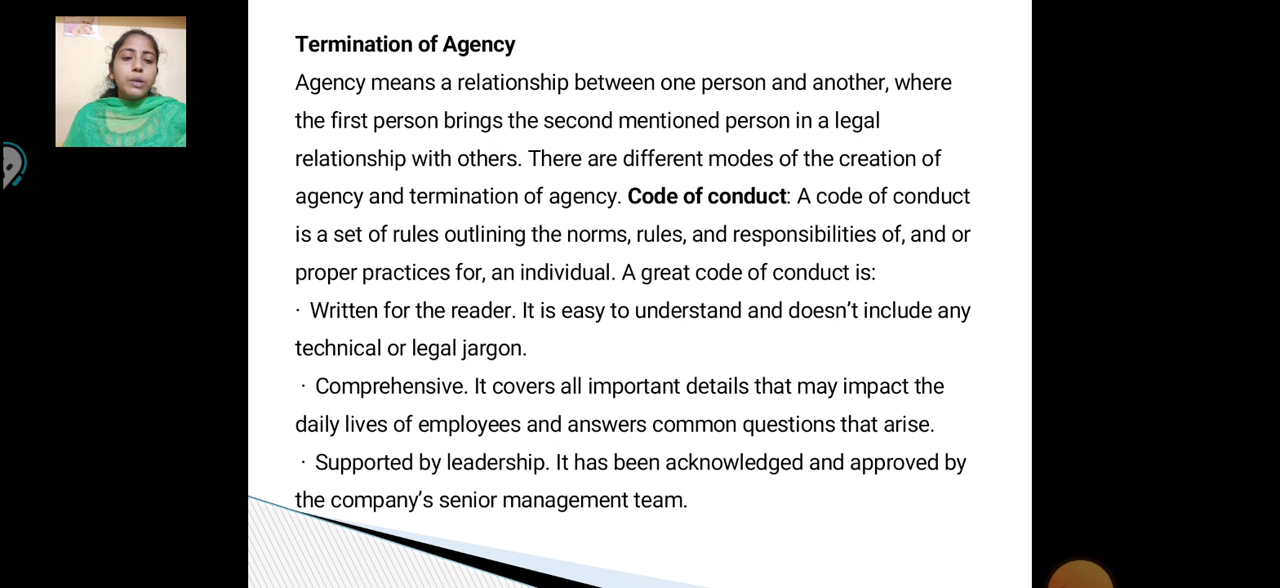 Termination of Agency
Agency means a relationship between one person and another, where
the first person brings the second mentioned person in a legal
relationship with others. There are different modes of the creation of
agency and termination of agency. Code of conduct: A code of conduct
is a set of rules outlining the norms, rules, and responsibilities of, and or
proper practices for, an individual. A great code of conduct is:
· Written for the reader. It is easy to understand and doesn’t include any
technical or legal jargon.
· Comprehensive. It covers all important details that may impact the
daily lives of employees and answers common questions that arise.
· Supported by leadership. It has been acknowledged and approved by
the company’s senior management team.